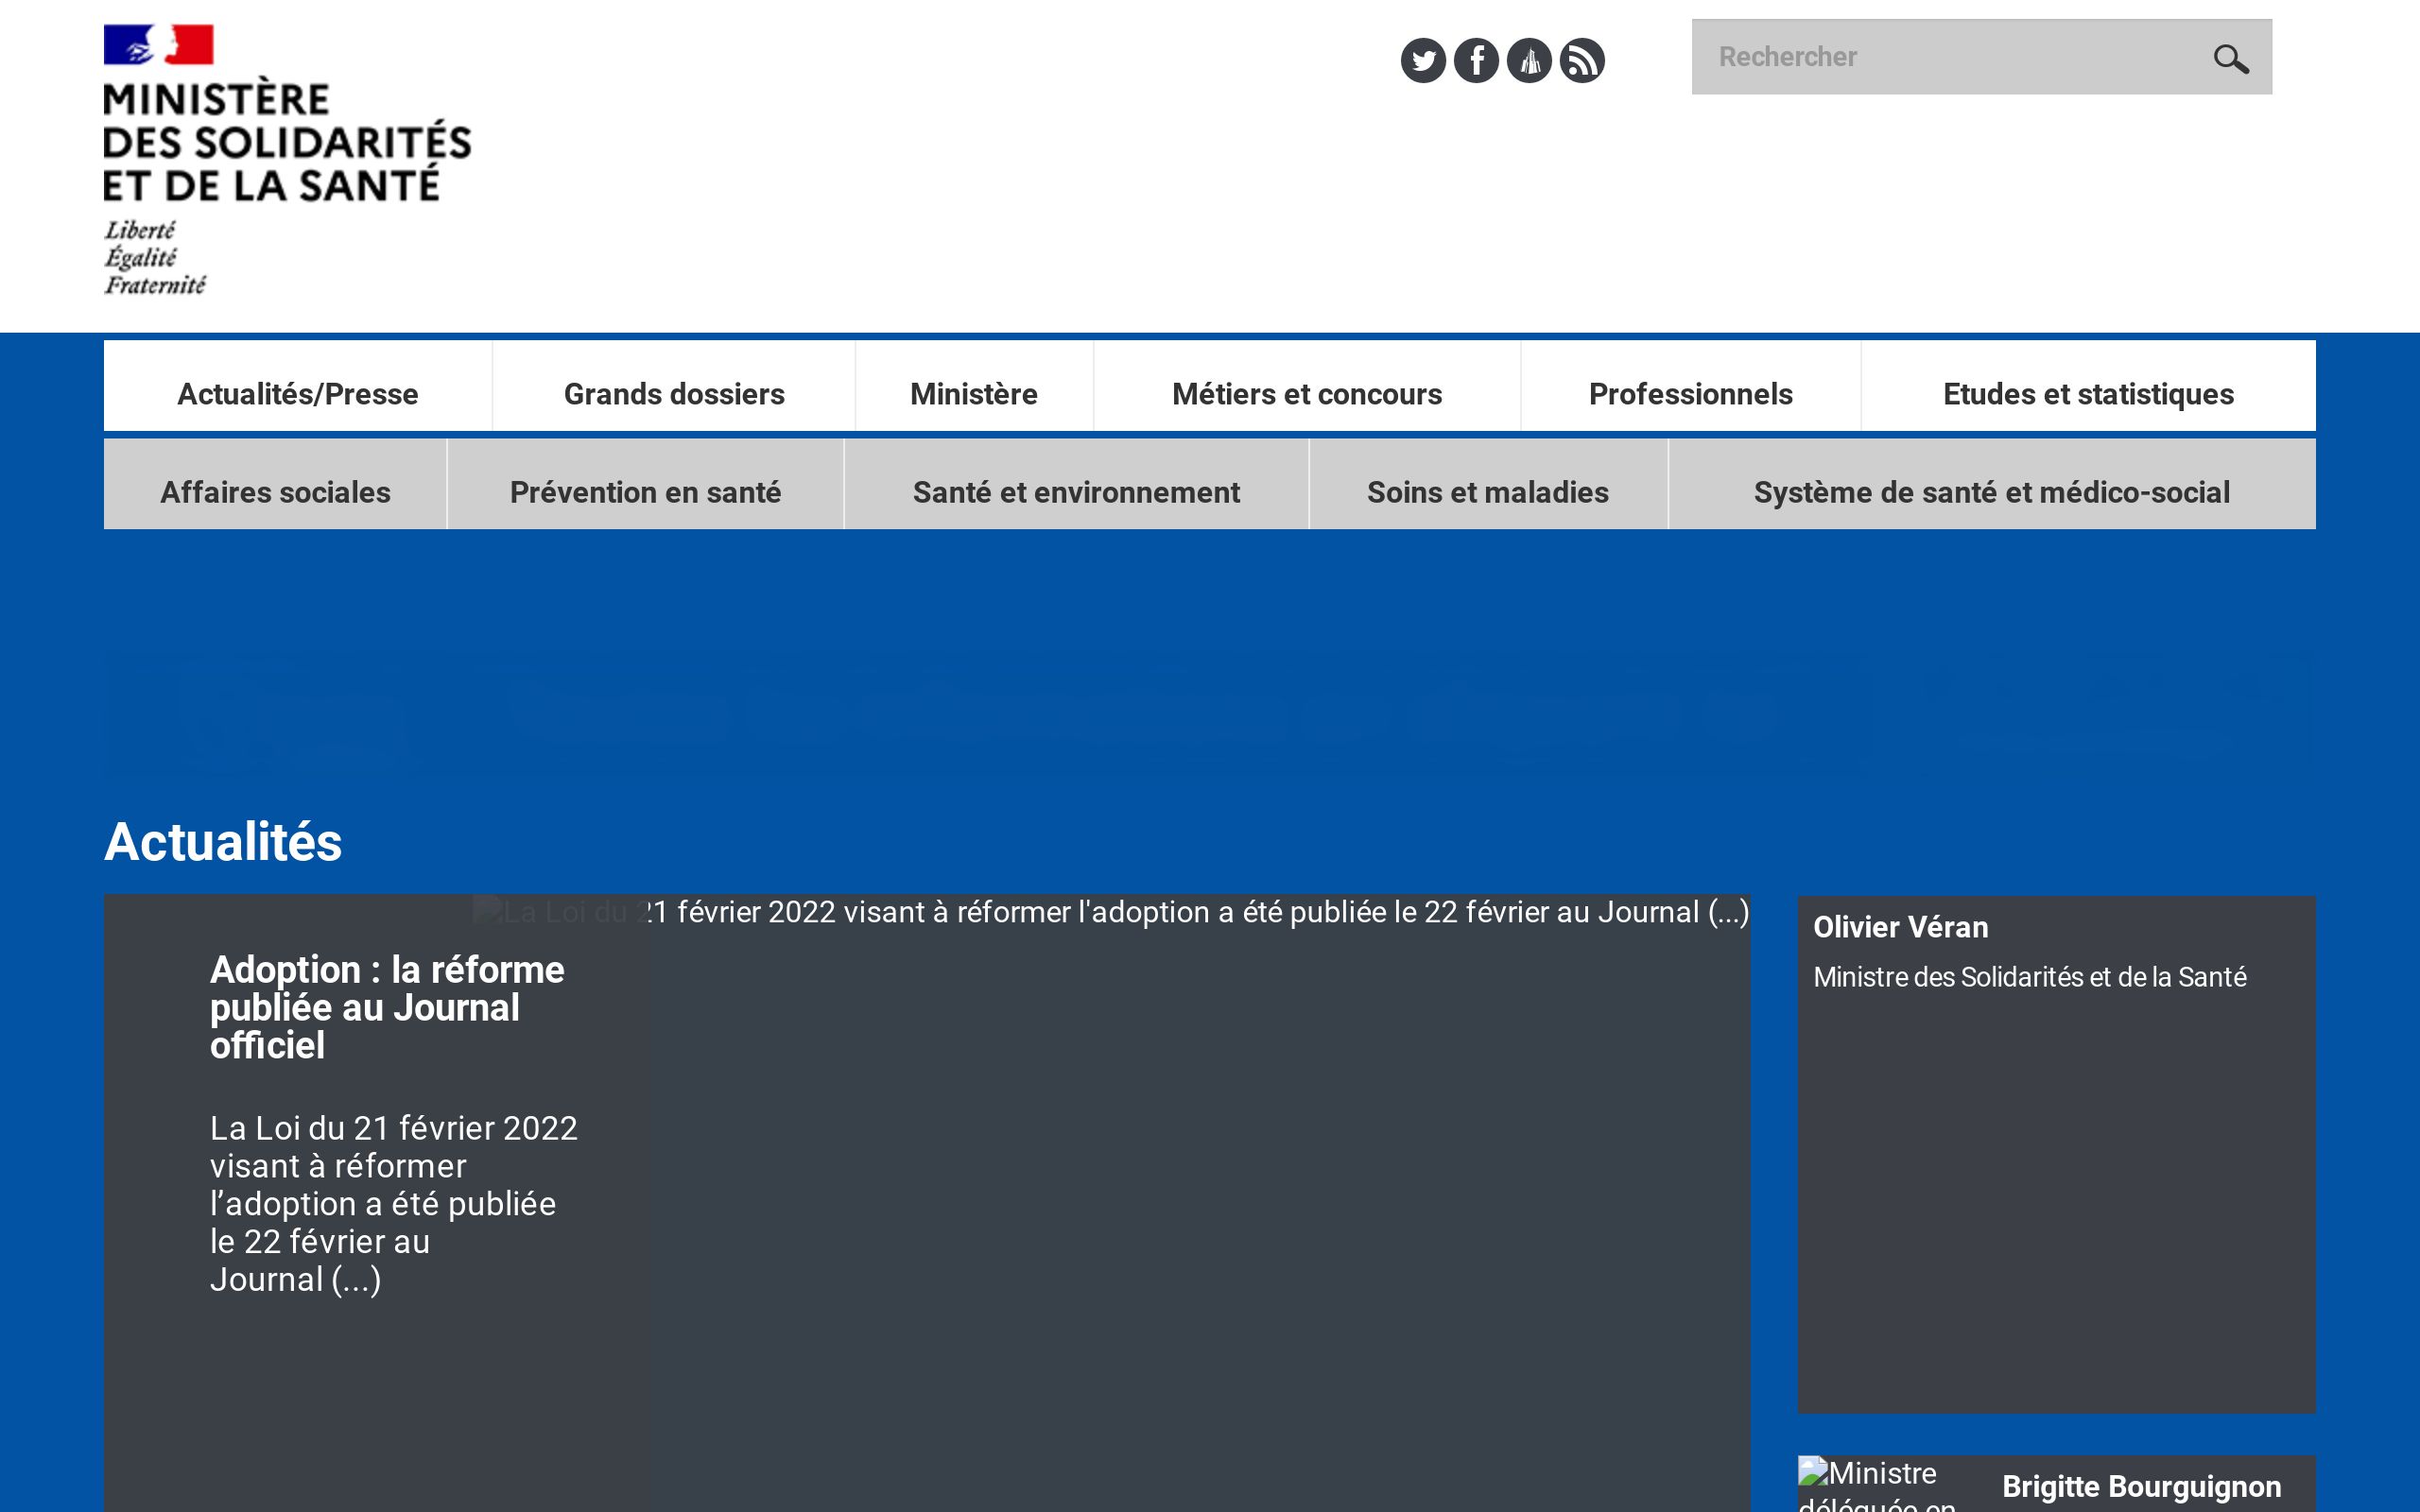 MINISTÈRE
DES SOLIDARITÉS
ET DE LA SANTÉ
Liberté
Égalité
Fraternité
Rechercher
Actualités/Presse
Grands dossiers
Ministère
Métiers et concours
Professionnels
Etudes et statistiques
Affaires sociales
Prévention en santé
Santé et environnement
Soins et maladies
Système de santé et médico-social
Actualités
La Loi du 21 février 2022 visant à réformer l'adoption a été publiée le 22 février au Journal (...)
Adoption : la réforme
publiée au Journal
officiel
La Loi du 21 février 2022
visant à réformer
l’adoption a été publiée
le 22 février au
Journal (...)
Olivier Véran
Ministre des Solidarités et de la Santé
Ministre
déléguée en
Brigitte Bourguignon